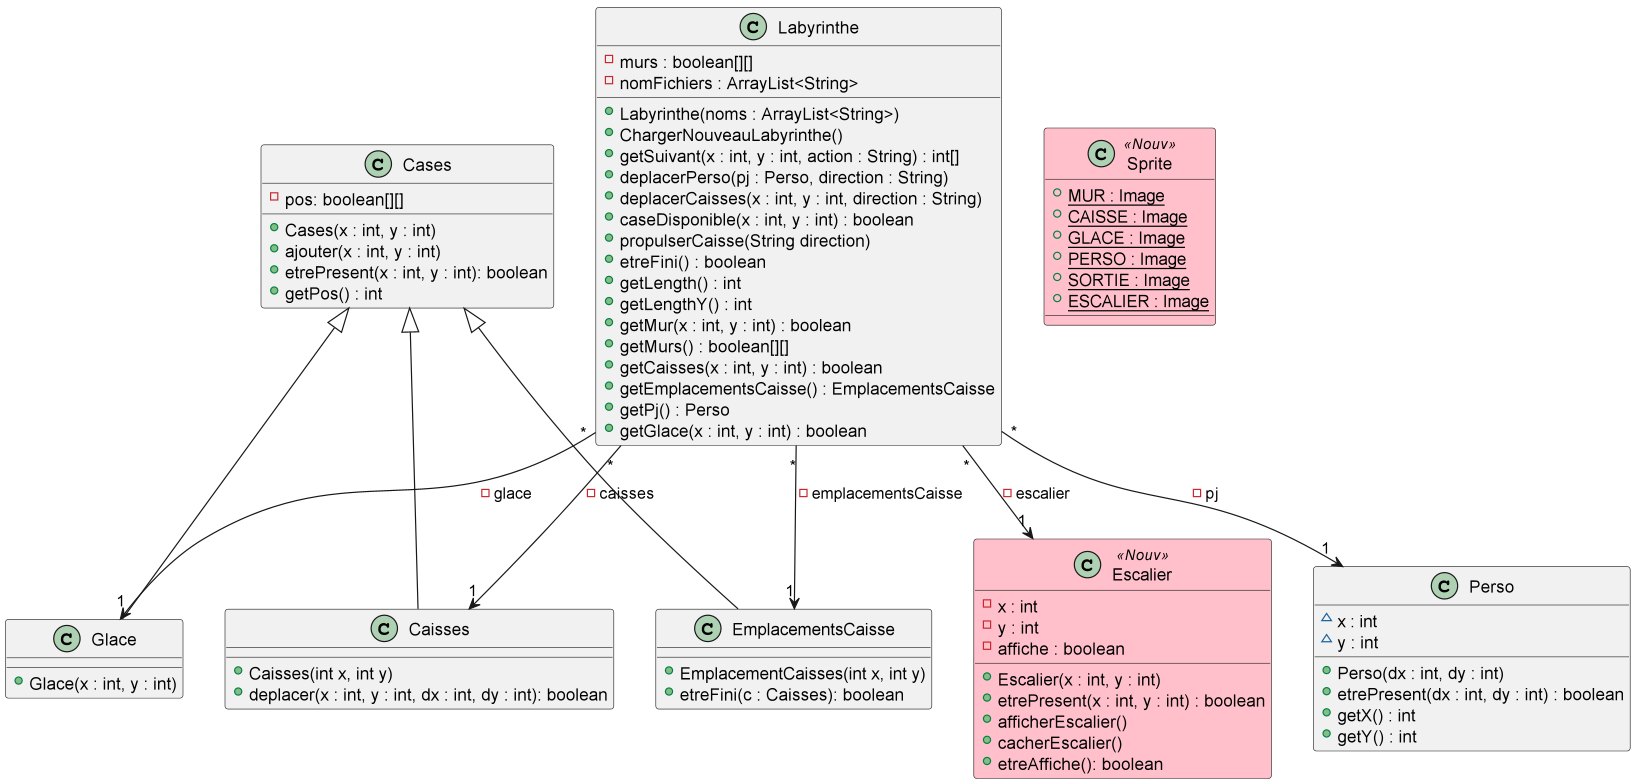 C Labyrinthe
murs : boolean[][]
nomFichiers : ArrayList<String>
Labyrinthe(noms : ArrayList<String>)
ChargerNouveauLabyrinthe()
getSuivant(x : int, y : int, action : String) : int[]
deplacerPerso(pj : Perso, direction : String)
deplacerCaisses(x : int, y : int, direction : String)
caseDisponible(x : int, y : int) : boolean
propulserCaisse(String direction)
etreFini() : boolean
getLength() : int
getLengthY() : int
getMur(x : int, y : int) : boolean
getMurs() : boolean[][]
getCaisses(x : int, y : int) : boolean
getEmplacementsCaisse() : EmplacementsCaisse
getPj() : Perso
getGlace(x : int, y : int) : boolean
C Cases
pos: boolean[][]
Cases(x : int, y : int)
ajouter(x : int, y : int)
etrePresent(x : int, y : int): boolean
getPos() : int
«Nouv»
C Sprite
MUR : Image
CAISSE : Image
GLACE : Image
PERSO : Image
SORTIE : Image
ESCALIER : Image
* * * * *
glace
caisses
emplacementsCaisse
escalier
pj
1 1 1 1 1
C Glace
Glace(x : int, y : int)
C Caisses
Caisses(int x, int y)
deplacer(x : int, y : int, dx : int, dy : int): boolean
C EmplacementsCaisse
EmplacementCaisses(int x, int y)
etreFini(c : Caisses): boolean
«Nouv»
C Escalier
x : int
y : int
affiche : boolean
Escalier(x : int, y : int)
etrePresent(x : int, y : int) : boolean
afficherEscalier()
cacherEscalier()
etreAffiche(): boolean
C Perso
x : int
y : int
Perso(dx : int, dy : int)
etrePresent(dx : int, dy : int) : boolean
getX() : int
getY() : int